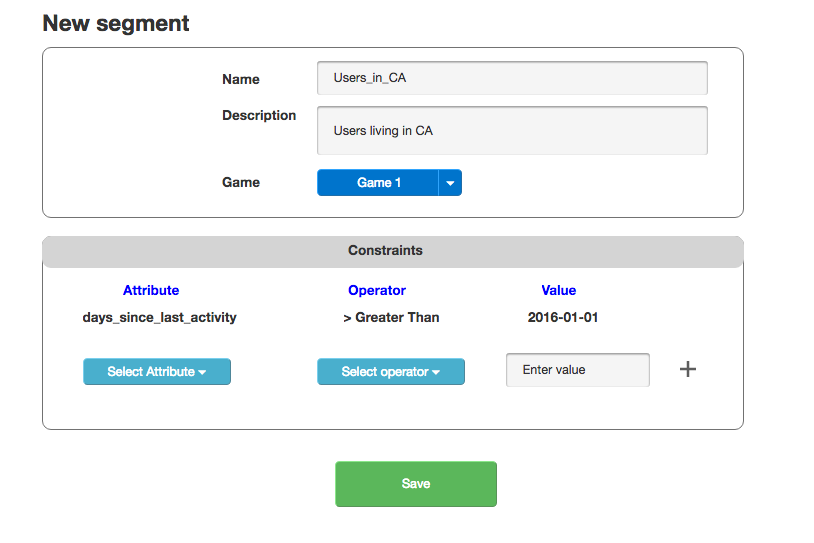 New segment
Name
Users_in_CA
Description
Users living in CA
Game
Game 1
Constraints
Attribute Operator Value
days_since_last_activity > Greater Than 2016-01-01
Select Attribute Select operator Enter value +
Save